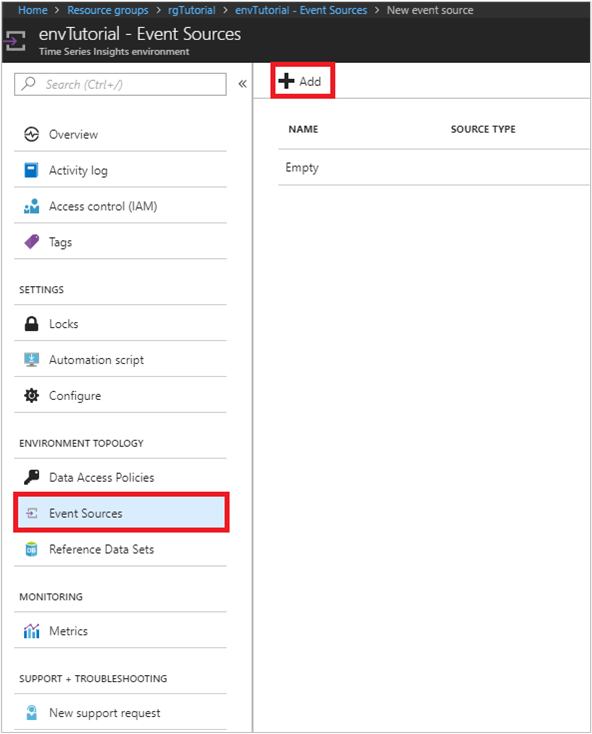 Home > Resource groups > rgTutorial > envTutorial - Event Sources > New event source
envTutorial - Event Sources
Time Series Insights environment
Search (Ctrl+/)
«
Overview
Activity log
Access control (IAM)
Tags
SETTINGS
Locks
Automation script
Configure
ENVIRONMENT TOPOLOGY
Data Access Policies
Event Sources
Reference Data Sets
MONITORING
Metrics
SUPPORT + TROUBLESHOOTING
New support request
Add
NAME SOURCE TYPE
Empty